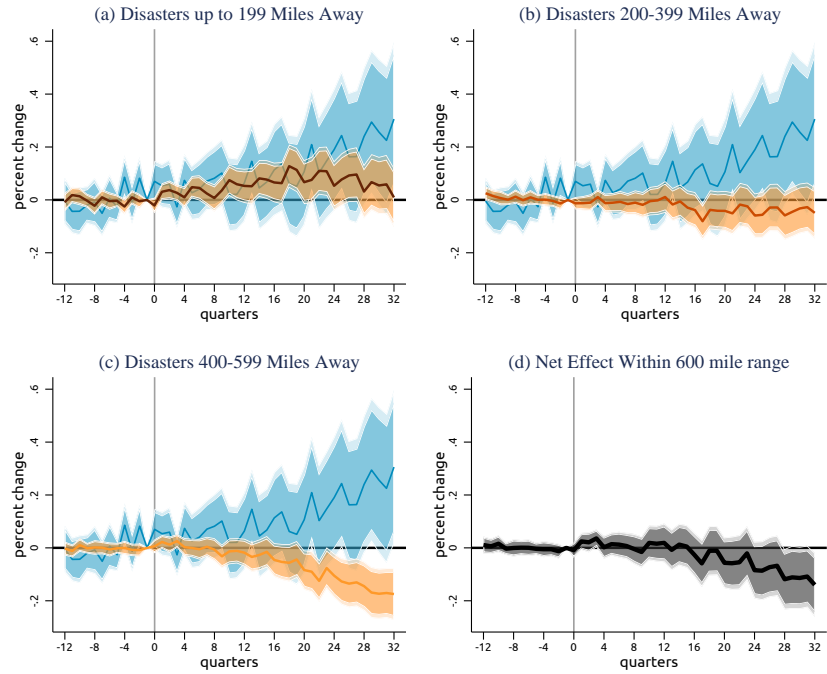 (a) Disasters up to 199 Miles Away
percent change
.6
.4
.2
0
-.2
-12 -8 -4 0 4 8 12 16 20 24 28 32
quarters
(b) Disasters 200-399 Miles Away
percent change
.6
.4
.2
0
-.2
-12 -8 -4 0 4 8 12 16 20 24 28 32
quarters
(c) Disasters 400-599 Miles Away
percent change
.6
.4
.2
0
-.2
-12 -8 -4 0 4 8 12 16 20 24 28 32
quarters
(d) Net Effect Within 600 mile range
percent change
.6
.4
.2
0
-.2
-12 -8 -4 0 4 8 12 16 20 24 28 32
quarters